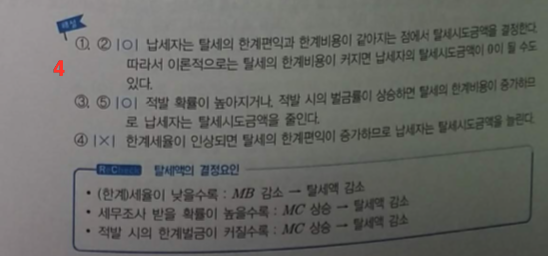 해설
①, ② |○| 납세자는 탈세의 한계편익과 한계비용이 같아지는 점에서 탈세시도금액을 결정한다.
4
따라서 이론적으로는 탈세의 한계비용이 커지면 납세자의 탈세시도금액이 0이 될 수도
있다.
③, ⑤ |○| 적발 확률이 높아지거나, 적발 시의 벌금률이 상승하면 탈세의 한계비용이 증가하므
로 납세자는 탈세시도금액을 줄인다.
④ |×| 한계세율이 인상되면 탈세의 한계편익이 증가하므로 납세자는 탈세시도금액을 늘린다.
탈세액의 결정요인
• (한계)세율이 낮을수록 : MB 감소 → 탈세액 감소
• 세무조사 받을 확률이 높을수록 : MC 상승 → 탈세액 감소
• 적발 시의 한계벌금이 커질수록 : MC 상승 → 탈세액 감소